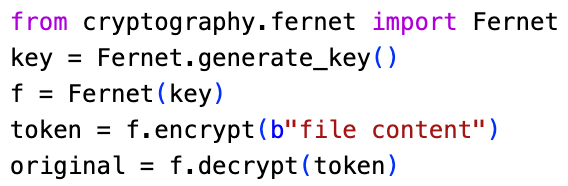 from cryptography.fernet import Fernet
key = Fernet.generate_key()
f = Fernet(key)
token = f.encrypt(b"file content")
original = f.decrypt(token)